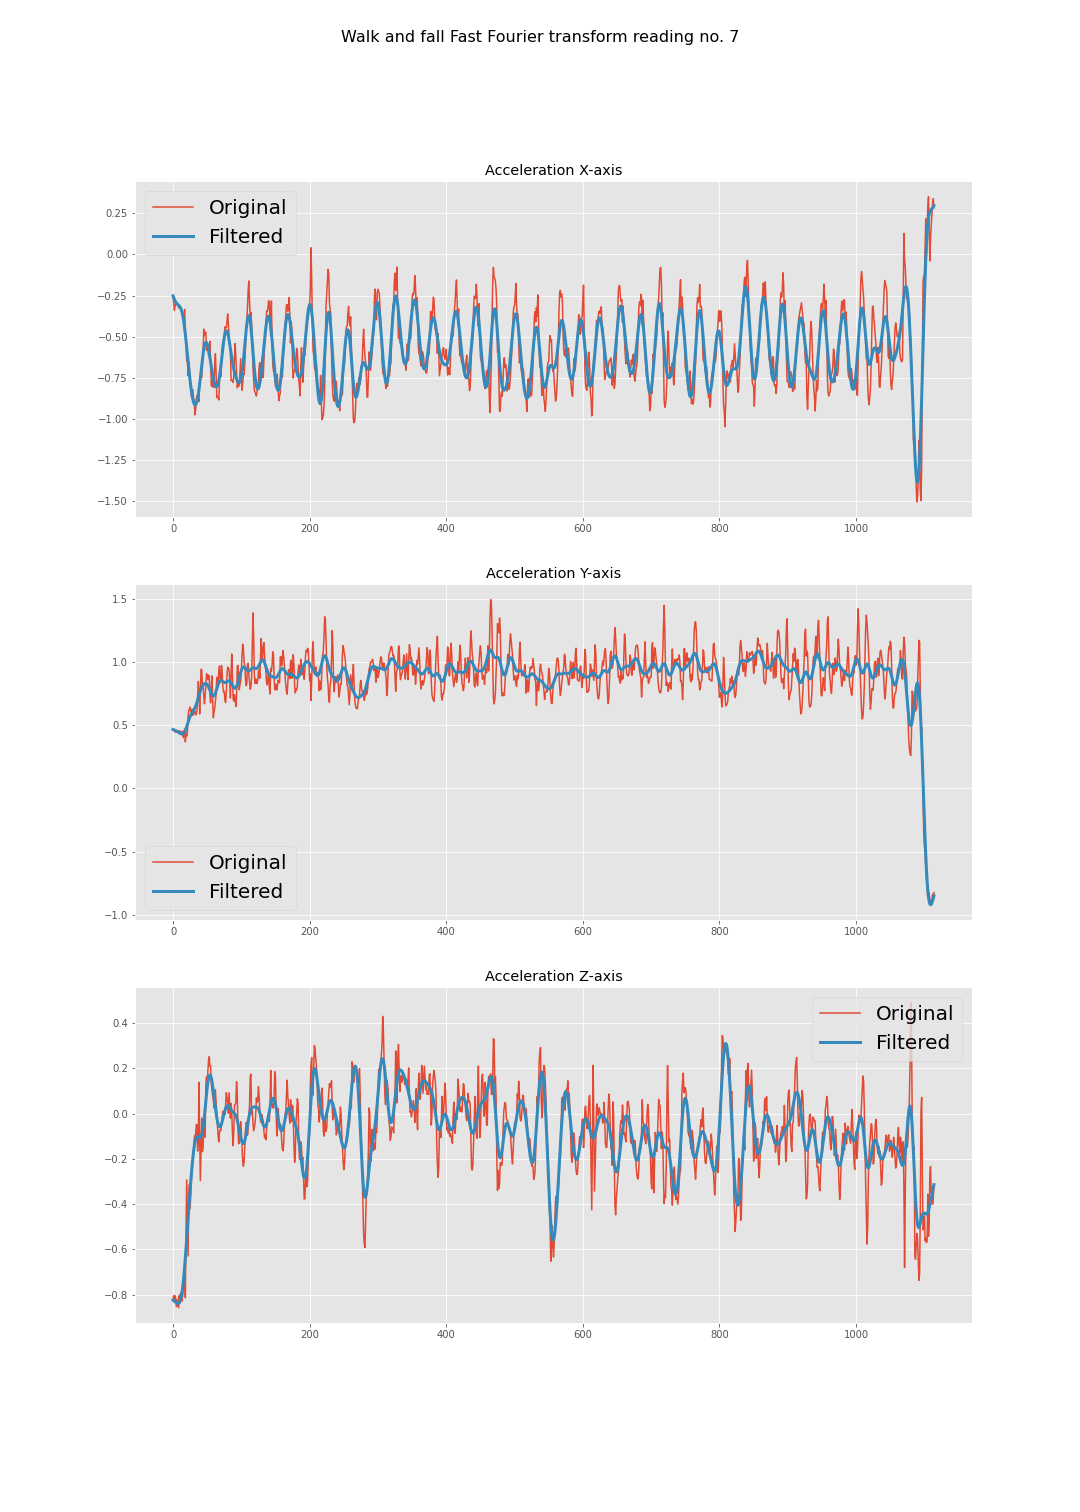 Walk and fall Fast Fourier transform reading no. 7
Acceleration X-axis
Original
Filtered
0.25
0.00
−0.25
−0.50
−0.75
−1.00
−1.25
−1.50
0 200 400 600 800 1000
Acceleration Y-axis
1.5
1.0
0.5
0.0
−0.5
−1.0
Original
Filtered
0 200 400 600 800 1000
Acceleration Z-axis
Original
Filtered
0.4
0.2
0.0
−0.2
−0.4
−0.6
−0.8
0 200 400 600 800 1000